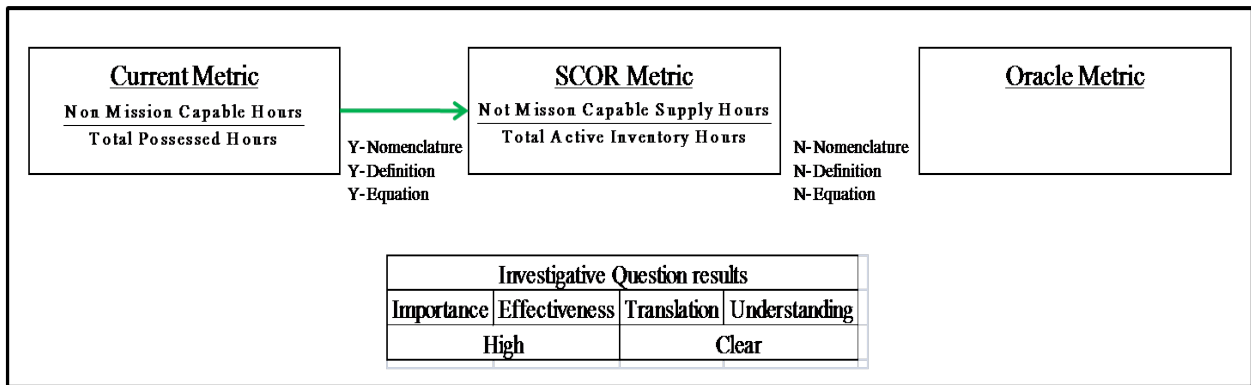 Current Metric
Non Mission Capable Hours
Total Possessed Hours
Y-Nomenclature
Y-Definition
Y-Equation
SCOR Metric
Not Misson Capable Supply Hours
Total Active Inventory Hours
N-Nomenclature
N-Definition
N-Equation
Oracle Metric
Investigative Question results
Importance Effectiveness Translation Understanding
High Clear